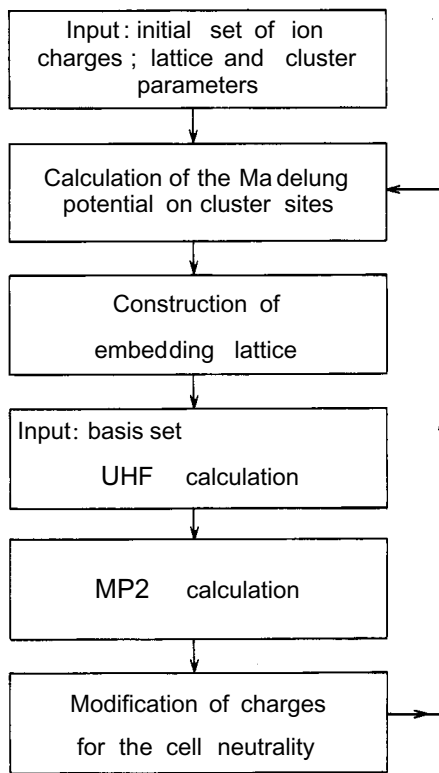 Input: initial set of ion
charges ; lattice and cluster
parameters
Calculation of the Madelung
potential on cluster sites
Construction of
embedding lattice
Input: basis set
UHF calculation
MP2 calculation
Modification of charges
for the cell neutrality